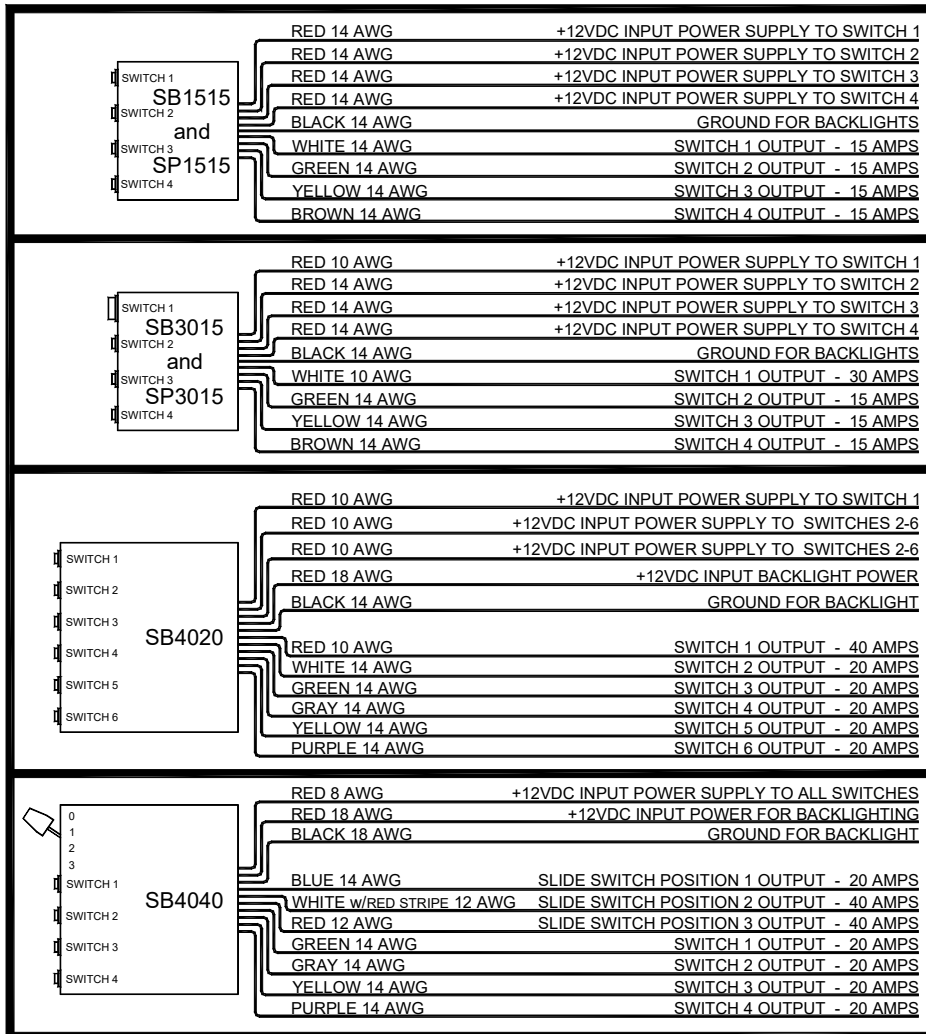 RED 14 AWG +12VDC INPUT POWER SUPPLY TO SWITCH 1
RED 14 AWG +12VDC INPUT POWER SUPPLY TO SWITCH 2
RED 14 AWG +12VDC INPUT POWER SUPPLY TO SWITCH 3
RED 14 AWG +12VDC INPUT POWER SUPPLY TO SWITCH 4
BLACK 14 AWG GROUND FOR BACKLIGHTS
WHITE 14 AWG SWITCH 1 OUTPUT - 15 AMPS
GREEN 14 AWG SWITCH 2 OUTPUT - 15 AMPS
YELLOW 14 AWG SWITCH 3 OUTPUT - 15 AMPS
BROWN 14 AWG SWITCH 4 OUTPUT - 15 AMPS
SWITCH 1
SB1515
SWITCH 2
and
SWITCH 3
SP1515
SWITCH 4
RED 10 AWG +12VDC INPUT POWER SUPPLY TO SWITCH 1
RED 14 AWG +12VDC INPUT POWER SUPPLY TO SWITCH 2
RED 14 AWG +12VDC INPUT POWER SUPPLY TO SWITCH 3
RED 14 AWG +12VDC INPUT POWER SUPPLY TO SWITCH 4
BLACK 14 AWG GROUND FOR BACKLIGHTS
WHITE 10 AWG SWITCH 1 OUTPUT - 30 AMPS
GREEN 14 AWG SWITCH 2 OUTPUT - 15 AMPS
YELLOW 14 AWG SWITCH 3 OUTPUT - 15 AMPS
BROWN 14 AWG SWITCH 4 OUTPUT - 15 AMPS
SWITCH 1
SB3015
SWITCH 2
and
SWITCH 3
SP3015
SWITCH 4
RED 10 AWG +12VDC INPUT POWER SUPPLY TO SWITCH 1
RED 10 AWG +12VDC INPUT POWER SUPPLY TO SWITCHES 2-6
RED 10 AWG +12VDC INPUT POWER SUPPLY TO SWITCHES 2-6
RED 18 AWG +12VDC INPUT BACKLIGHT POWER
BLACK 14 AWG GROUND FOR BACKLIGHT
RED 10 AWG SWITCH 1 OUTPUT - 40 AMPS
WHITE 14 AWG SWITCH 2 OUTPUT - 20 AMPS
GREEN 14 AWG SWITCH 3 OUTPUT - 20 AMPS
GRAY 14 AWG SWITCH 4 OUTPUT - 20 AMPS
YELLOW 14 AWG SWITCH 5 OUTPUT - 20 AMPS
PURPLE 14 AWG SWITCH 6 OUTPUT - 20 AMPS
SWITCH 1
SWITCH 2
SWITCH 3
SB4020
SWITCH 4
SWITCH 5
SWITCH 6
RED 8 AWG +12VDC INPUT POWER SUPPLY TO ALL SWITCHES
RED 18 AWG +12VDC INPUT POWER FOR BACKLIGHTING
BLACK 18 AWG GROUND FOR BACKLIGHT
BLUE 14 AWG SLIDE SWITCH POSITION 1 OUTPUT - 20 AMPS
WHITE W/RED STRIPE 12 AWG SLIDE SWITCH POSITION 2 OUTPUT - 40 AMPS
RED 12 AWG SLIDE SWITCH POSITION 3 OUTPUT - 40 AMPS
GREEN 14 AWG SWITCH 1 OUTPUT - 20 AMPS
GRAY 14 AWG SWITCH 2 OUTPUT - 20 AMPS
YELLOW 14 AWG SWITCH 3 OUTPUT - 20 AMPS
PURPLE 14 AWG SWITCH 4 OUTPUT - 20 AMPS
0
1
2
3
SWITCH 1
SB4040
SWITCH 2
SWITCH 3
SWITCH 4